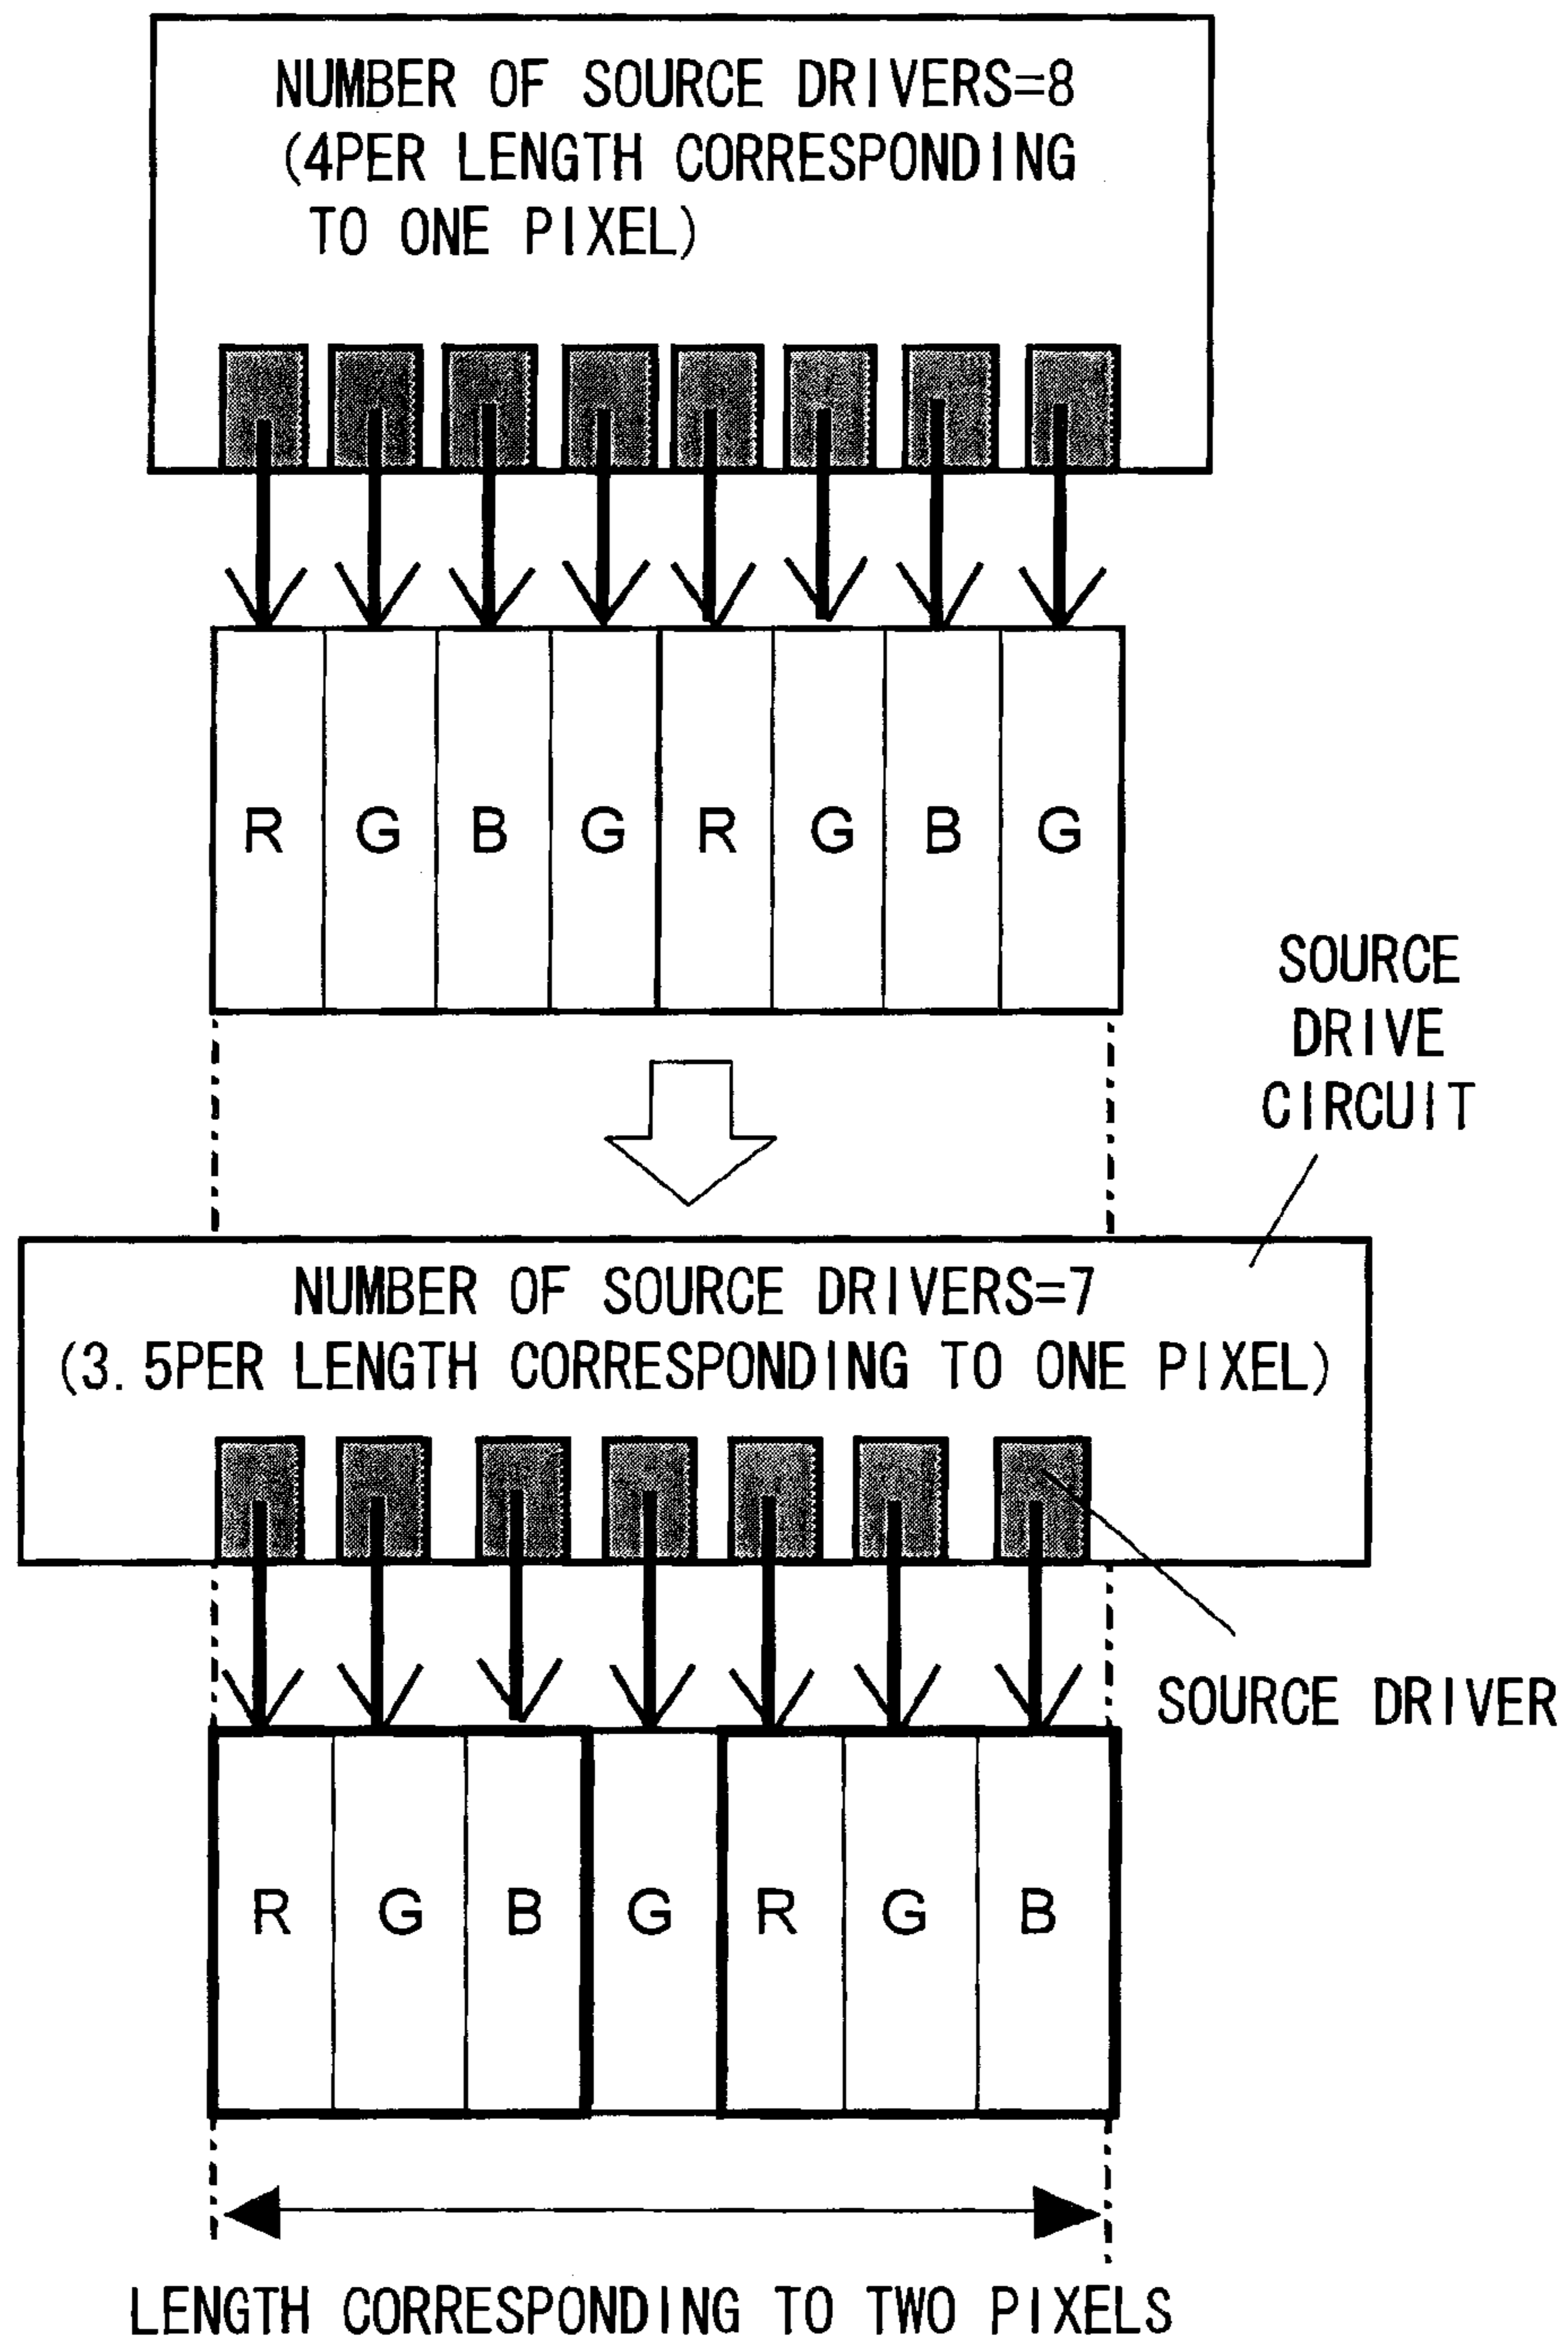 NUMBER OF SOURCE DRIVERS=8
(4PER LENGTH CORRESPONDING
TO ONE PIXEL)
R G B G R G B G
SOURCE
DRIVE
CIRCUIT
NUMBER OF SOURCE DRIVERS=7
(3.5PER LENGTH CORRESPONDING TO ONE PIXEL)
SOURCE DRIVER
R G B G R G B
LENGTH CORRESPONDING TO TWO PIXELS